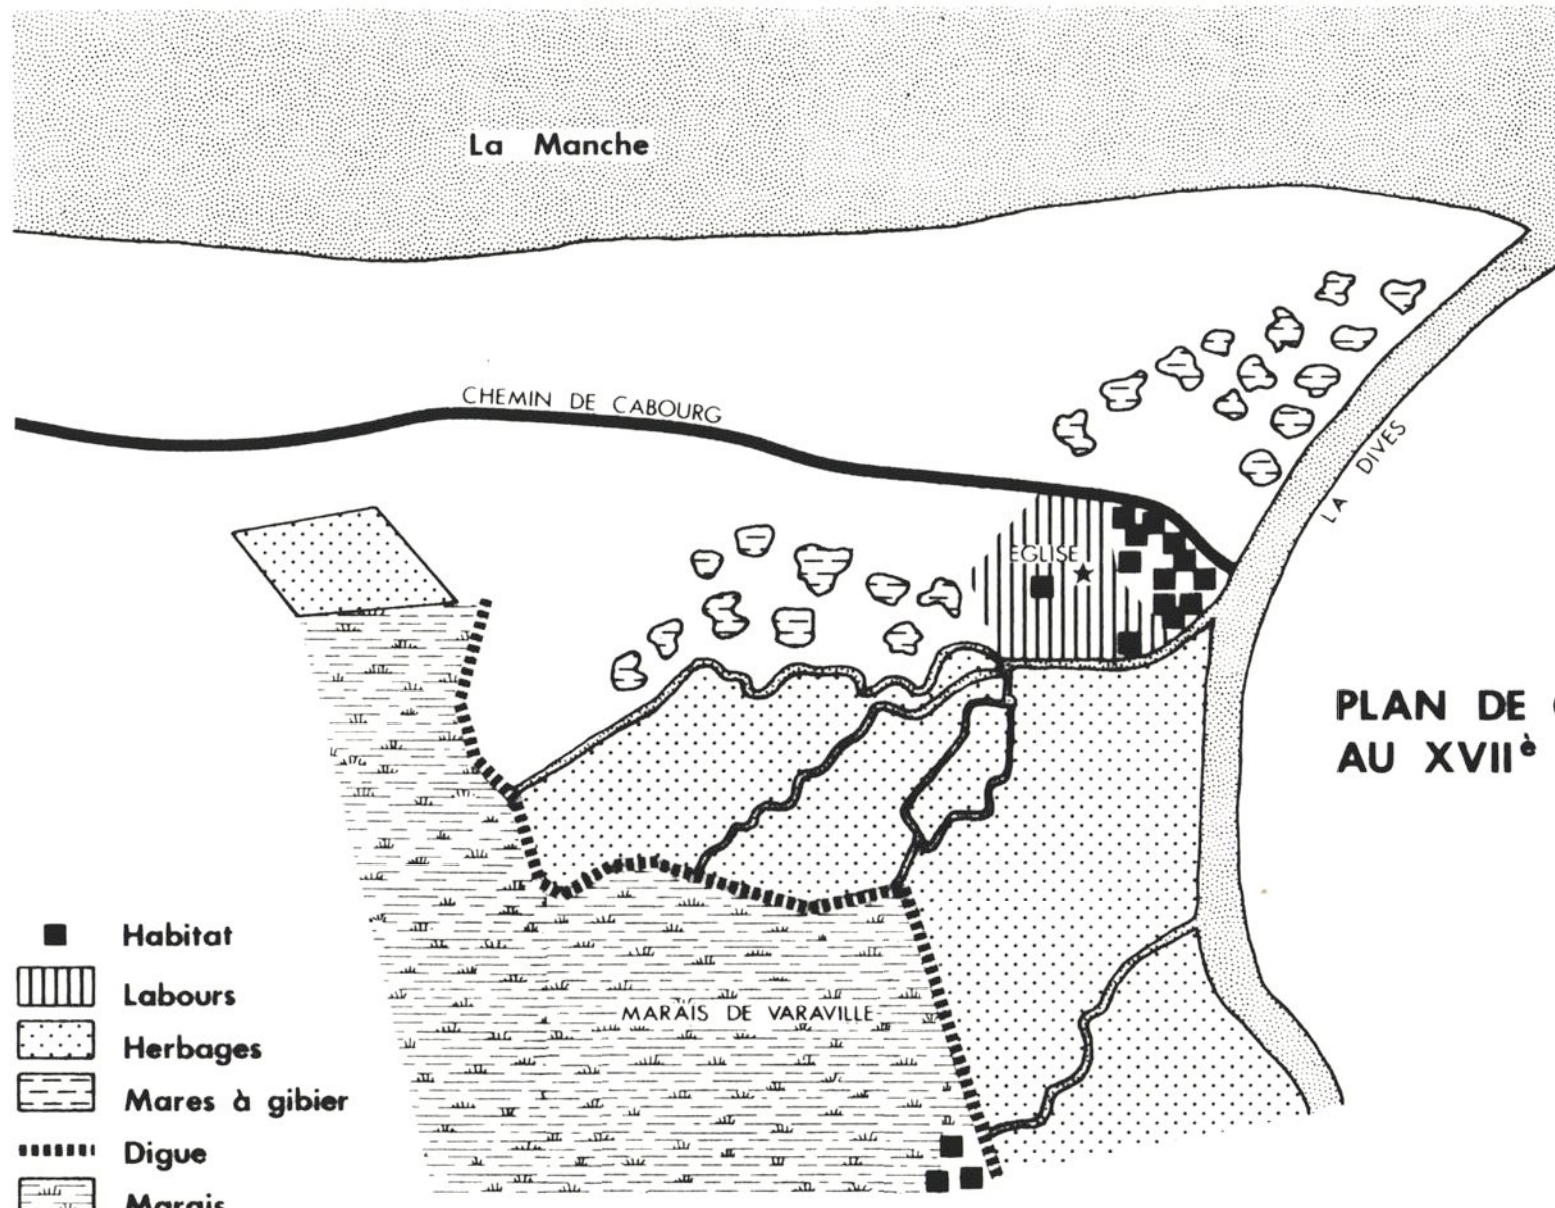 La Manche
CHEMIN DE CABOURG
LA DIVES
EGLISE
PLAN DE
AU XVIIè
MARAIS DE VARAVILLE
Habitat
Labours
Herbages
Mares à gibier
Digue
Marais